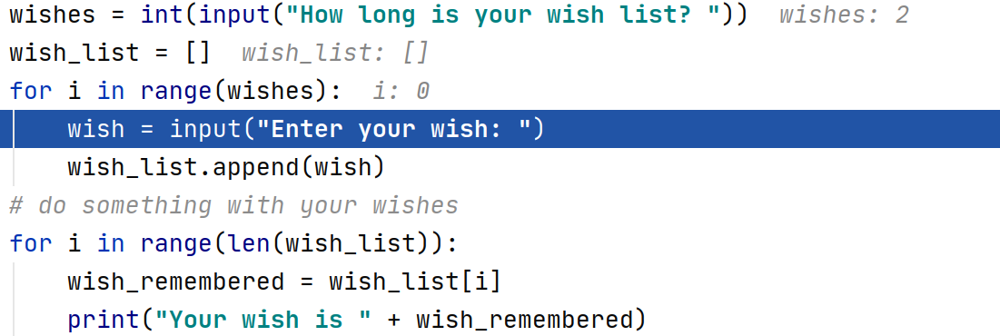 wishes = int(input("How long is your wish list? "))  wishes: 2
wish_list = []  wish_list: []
for i in range(wishes):  i: 0
    wish = input("Enter your wish: ")
    wish_list.append(wish)
# do something with your wishes
for i in range(len(wish_list)):
    wish_remembered = wish_list[i]
    print("Your wish is " + wish_remembered)